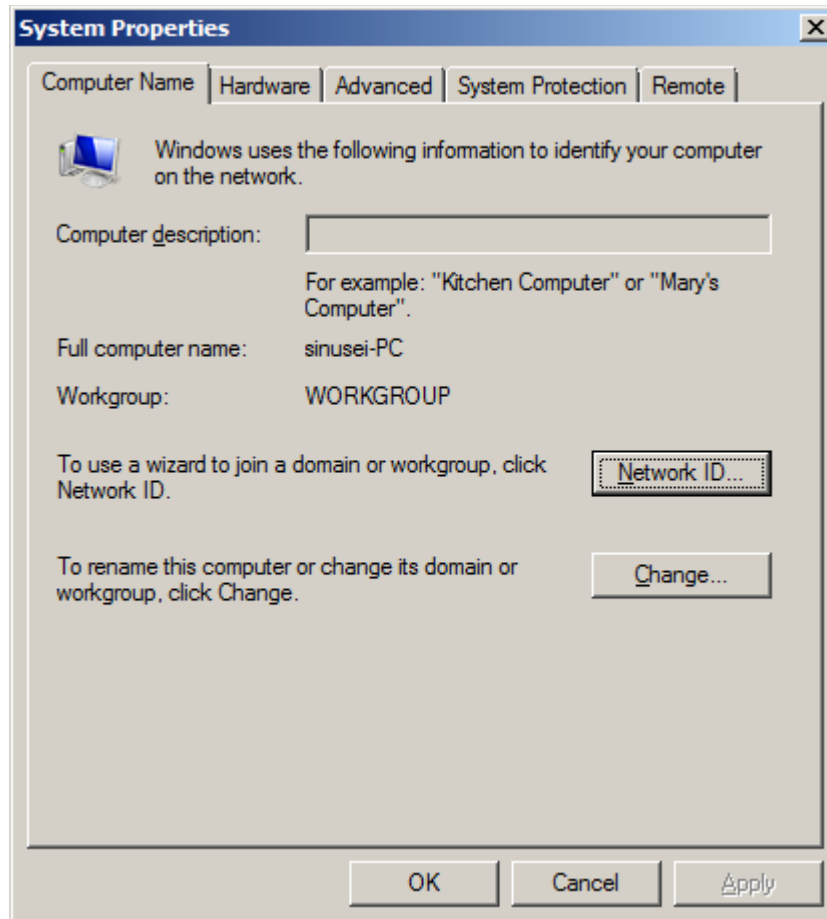 System Properties
Computer Name Hardware Advanced System Protection Remote
Windows uses the following information to identify your computer
on the network.
Computer description:
For example: "Kitchen Computer" or "Mary's
Computer".
Full computer name: sinusei-PC
Workgroup: WORKGROUP
To use a wizard to join a domain or workgroup, click
Network ID.
Network ID...
To rename this computer or change its domain or
workgroup, click Change.
Change...
OK Cancel Apply